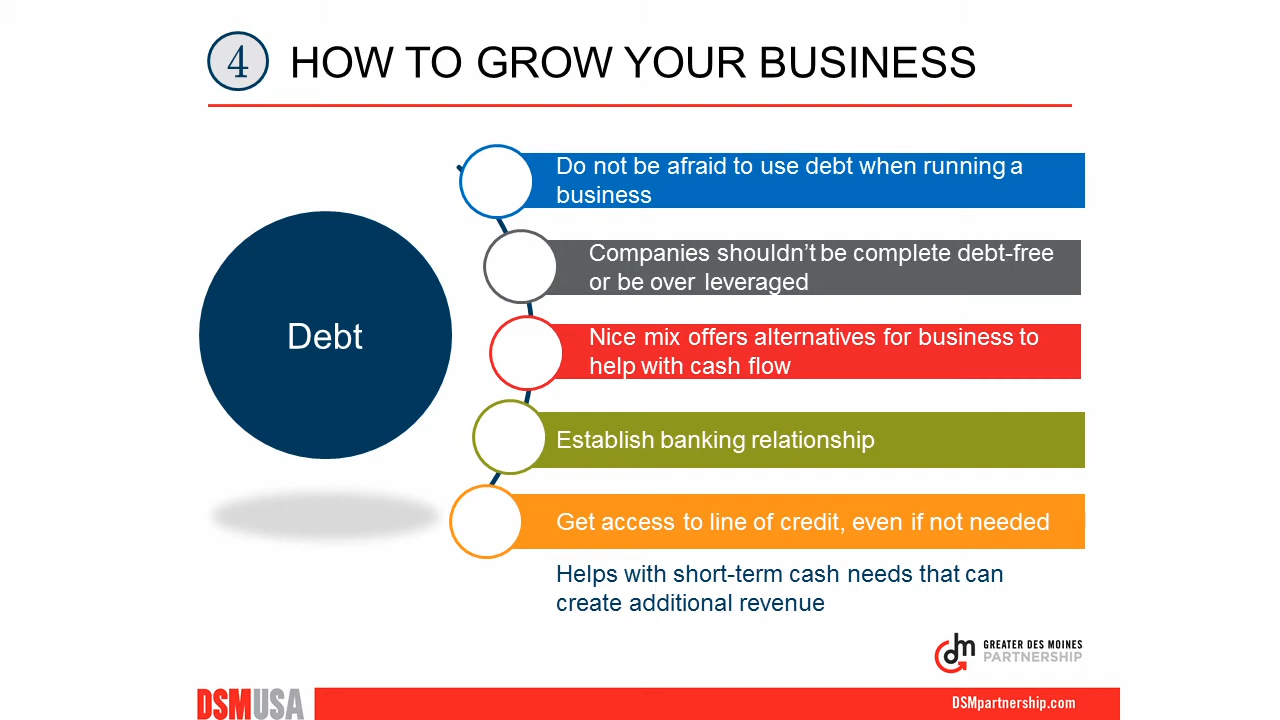 4
HOW TO GROW YOUR BUSINESS
Debt
Do not be afraid to use debt when running a
business
Companies shouldn't be complete debt-free
or be over leveraged
Nice mix offers alternatives for business to
help with cash flow
Establish banking relationship
Get access to line of credit, even if not needed
Helps with short-term cash needs that can
create additional revenue
dm
GREATER DES MOINES
PARTNERSHIP
DSMUSA
DSMpartnership.com